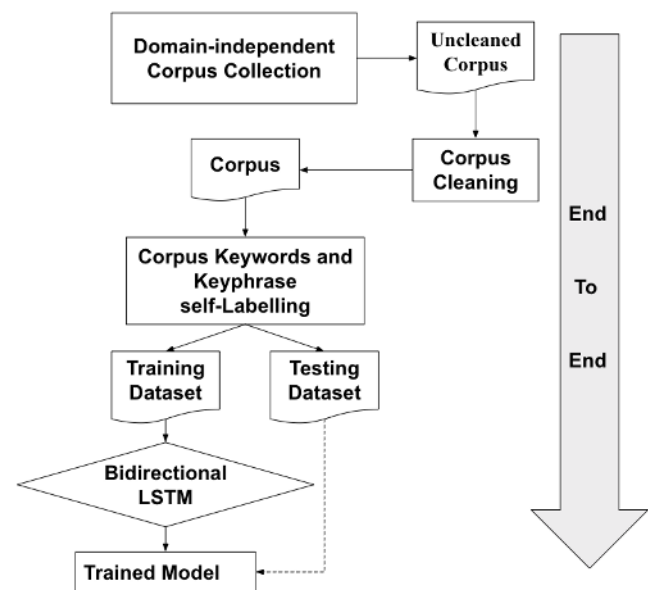 Domain-independent
Corpus Collection
Uncleaned
Corpus
Corpus
Corpus
Cleaning
Corpus Keywords and
Keyphrase
self-Labelling
Training
Dataset
Testing
Dataset
Bidirectional
LSTM
Trained Model
End
To
End